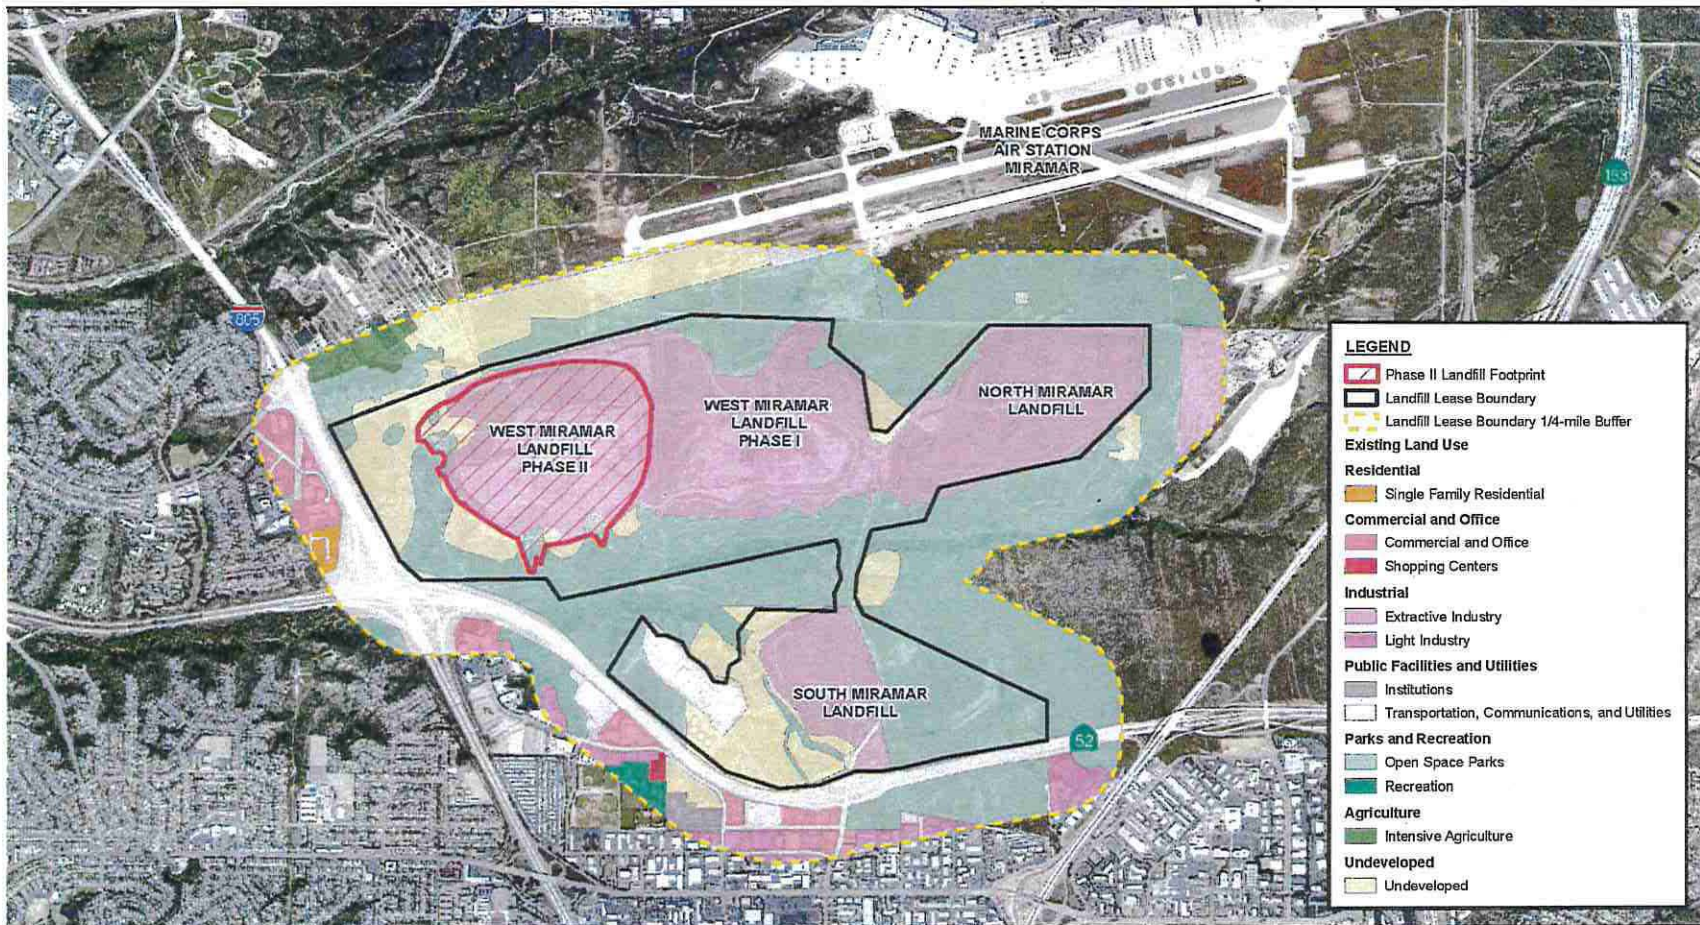 MARINE CORPS
AIR STATION
MIRAMAR
163
805
WEST MIRAMAR
LANDFILL
PHASE II
WEST MIRAMAR
LANDFILL
PHASE I
NORTH MIRAMAR
LANDFILL
SOUTH MIRAMAR
LANDFILL
52
LEGEND
Phase II Landfill Footprint
Landfill Lease Boundary
Landfill Lease Boundary 1/4-mile Buffer
Existing Land Use
Residential
Single Family Residential
Commercial and Office
Commercial and Office
Shopping Centers
Industrial
Extractive Industry
Light Industry
Public Facilities and Utilities
Institutions
Transportation, Communications, and Utilities
Parks and Recreation
Open Space Parks
Recreation
Agriculture
Intensive Agriculture
Undeveloped
Undeveloped